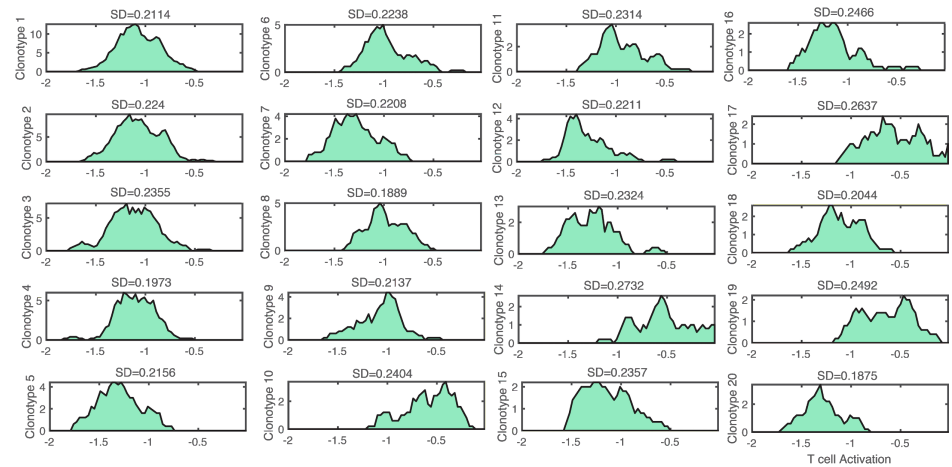 SD=0.2114
Clonotype 1
10
5
0
-2 -1.5 -1 -0.5
SD=0.224
Clonotype 2
5
0
-2 -1.5 -1 -0.5
SD=0.2355
Clonotype 3
5
0
-2 -1.5 -1 -0.5
SD=0.1973
Clonotype 4
5
0
-2 -1.5 -1 -0.5
SD=0.2156
Clonotype 5
4
2
0
-2 -1.5 -1 -0.5
SD=0.2238
Clonotype 6
5
0
-2 -1.5 -1 -0.5
SD=0.2208
Clonotype 7
4
2
0
-2 -1.5 -1 -0.5
SD=0.1889
Clonotype 8
5
0
-2 -1.5 -1 -0.5
SD=0.2137
Clonotype 9
4
2
0
-2 -1.5 -1 -0.5
SD=0.2404
Clonotype 10
2
0
-2 -1.5 -1 -0.5
SD=0.2314
Clonotype 11
2
0
-2 -1.5 -1 -0.5
SD=0.2211
Clonotype 12
4
2
0
-2 -1.5 -1 -0.5
SD=0.2324
Clonotype 13
2
0
-2 -1.5 -1 -0.5
SD=0.2732
Clonotype 14
2
1
0
-2 -1.5 -1 -0.5
SD=0.2357
Clonotype 15
2
1
0
-2 -1.5 -1 -0.5
SD=0.2466
Clonotype 16
2
1
0
-2 -1.5 -1 -0.5
SD=0.2637
Clonotype 17
2
1
0
-2 -1.5 -1 -0.5
SD=0.2044
Clonotype 18
2
1
0
-2 -1.5 -1 -0.5
SD=0.2492
Clonotype 19
2
1
0
-2 -1.5 -1 -0.5
SD=0.1875
Clonotype 20
2
0
-2 -1.5 -1 -0.5
T cell Activation